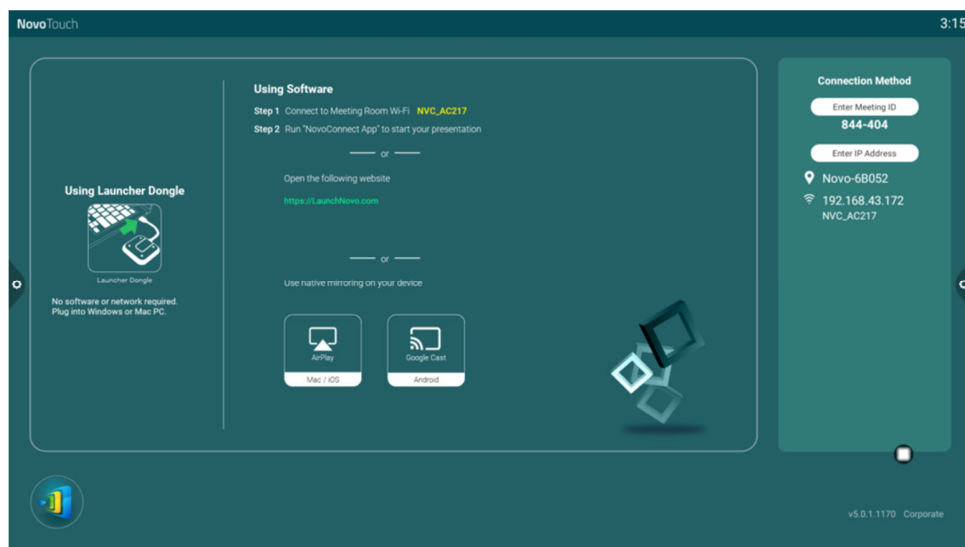 NovoTouch
3:15
Using Launcher Dongle
Launcher Dongle
No software or network required.
Plug into Windows or Mac PC.
Using Software
Step 1 Connect to Meeting Room Wi-Fi NVC_AC217
Step 2 Run "NovoConnect App" to start your presentation
or
Open the following website
https://LaunchNovo.com
or
Use native mirroring on your device
AirPlay
Mac / iOS
Google Cast
Android
Connection Method
Enter Meeting ID
844-404
Enter IP Address
Novo-6B052
192.168.43.172
NVC_AC217
v5.0.1.1170 Corporate